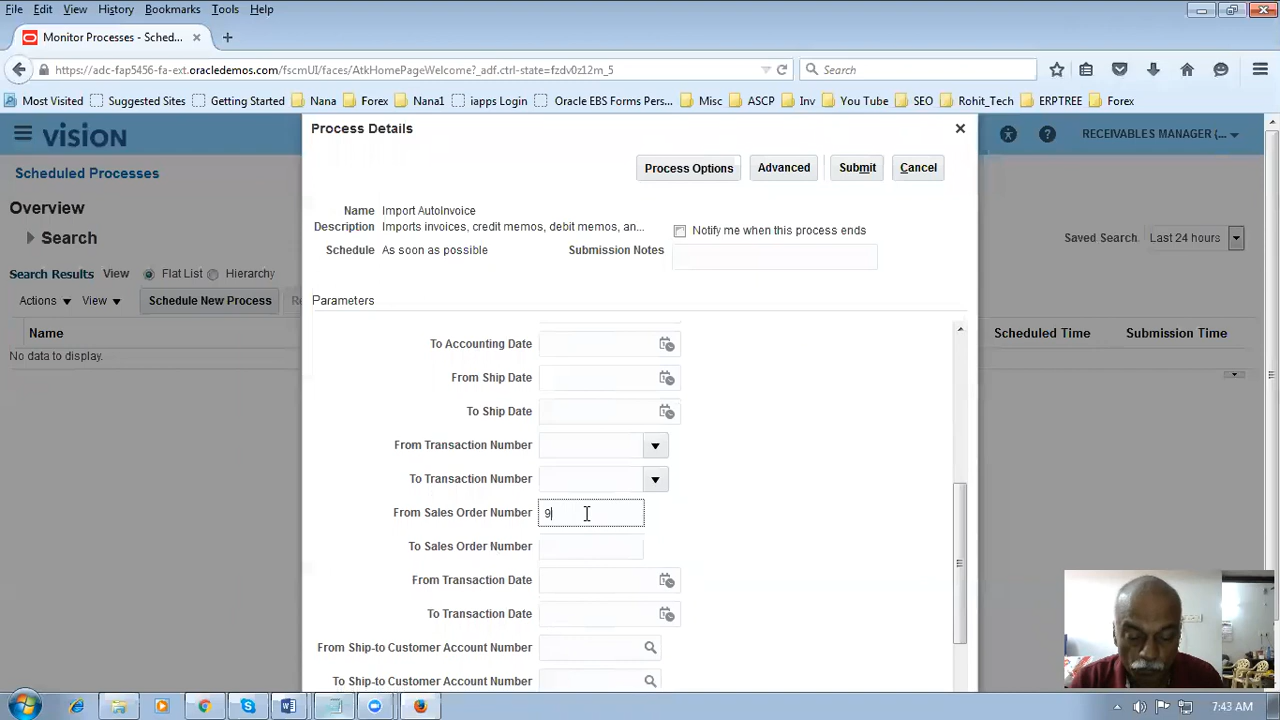 File Edit View History Bookmarks Tools Help
Monitor Processes - Sched...
https://adc-fap5456-fa-ext.oracledemos.com/fscmUI/faces/AtkHomePageWelcome?_adf.ctrl-state=fzdv0z12m_5
Search
Most Visited Suggested Sites Getting Started Nana Forex Nana1 iapps Login Oracle EBS Forms Pers... Misc ASCP Inv You Tube SEO Rohit_Tech ERPTREE Forex
VISION
RECEIVABLES MANAGER (...
Scheduled Processes
Overview
Search
Saved Search Last 24 hours
Search Results View Flat List Hierarchy
Actions View Schedule New Process Re
Name
Scheduled Time Submission Time
No data to display.
Process Details
Process Options Advanced Submit Cancel
Name Import AutoInvoice
Description Imports invoices, credit memos, debit memos, an...
Notify me when this process ends
Schedule As soon as possible
Submission Notes
Parameters
To Accounting Date
From Ship Date
To Ship Date
From Transaction Number
To Transaction Number
From Sales Order Number 9
To Sales Order Number
From Transaction Date
To Transaction Date
From Ship-to Customer Account Number
To Ship-to Customer Account Number
7:43 AM